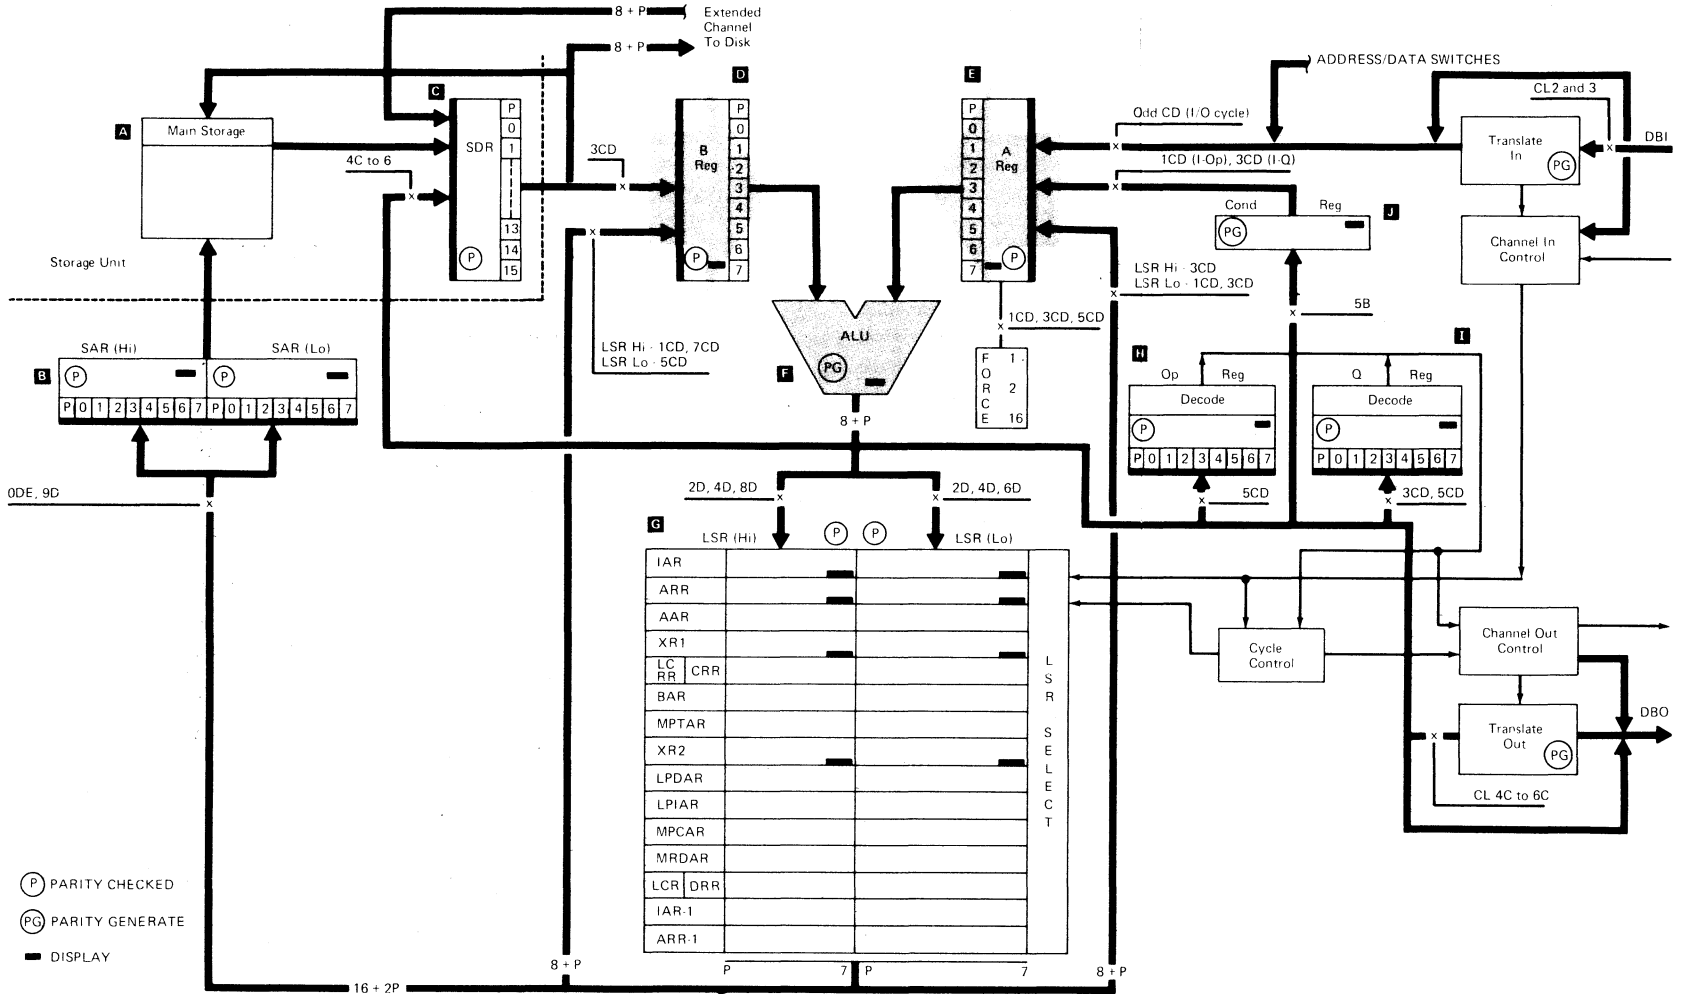 8 + P
Extended
Channel
To Disk
8 + P
D
E
ADDRESS/DATA SWITCHES
C
CL2 and 3
A
Main Storage
SDR
P
0
1
13
14
15
P
4C to 6
3CD
B
Reg
P
0
1
2
3
4
5
6
7
P
P
0
1
2
3
4
5
6
7
A
Reg
P
Odd CD (I/O cycle)
1CD (I-Op), 3CD (I-Q)
Translate
In
PG
DBI
Cond
Reg
J
PG
Channel In
Control
Storage Unit
LSR Hi - 3CD
LSR Lo - 1CD, 3CD
5B
1CD, 3CD, 5CD
ALU
PG
F
LSR Hi - 1CD, 7CD
LSR Lo - 5CD
SAR (Hi)
SAR (Lo)
B
P
P
P 0 1 2 3 4 5 6 7 P 0 1 2 3 4 5 6 7
FORCE
1
2
16
H
I
Op
Reg
Q
Reg
Decode
Decode
P
P
P 0 1 2 3 4 5 6 7
P 0 1 2 3 4 5 6 7
8 + P
0DE, 9D
2D, 4D, 8D
2D, 4D, 6D
5CD
3CD, 5CD
G
LSR (Hi)
P
P
LSR (Lo)
IAR
ARR
AAR
XR1
LC
RR
CRR
BAR
MPTAR
XR2
LPDAR
LPIAR
MPCAR
MRDAR
LCR
DRR
IAR-1
ARR-1
LSR SELECT
Cycle
Control
Channel Out
Control
Translate
Out
PG
DBO
CL 4C to 6C
P PARITY CHECKED
PG PARITY GENERATE
DISPLAY
P
7
P
7
8 + P
8 + P
16 + 2P